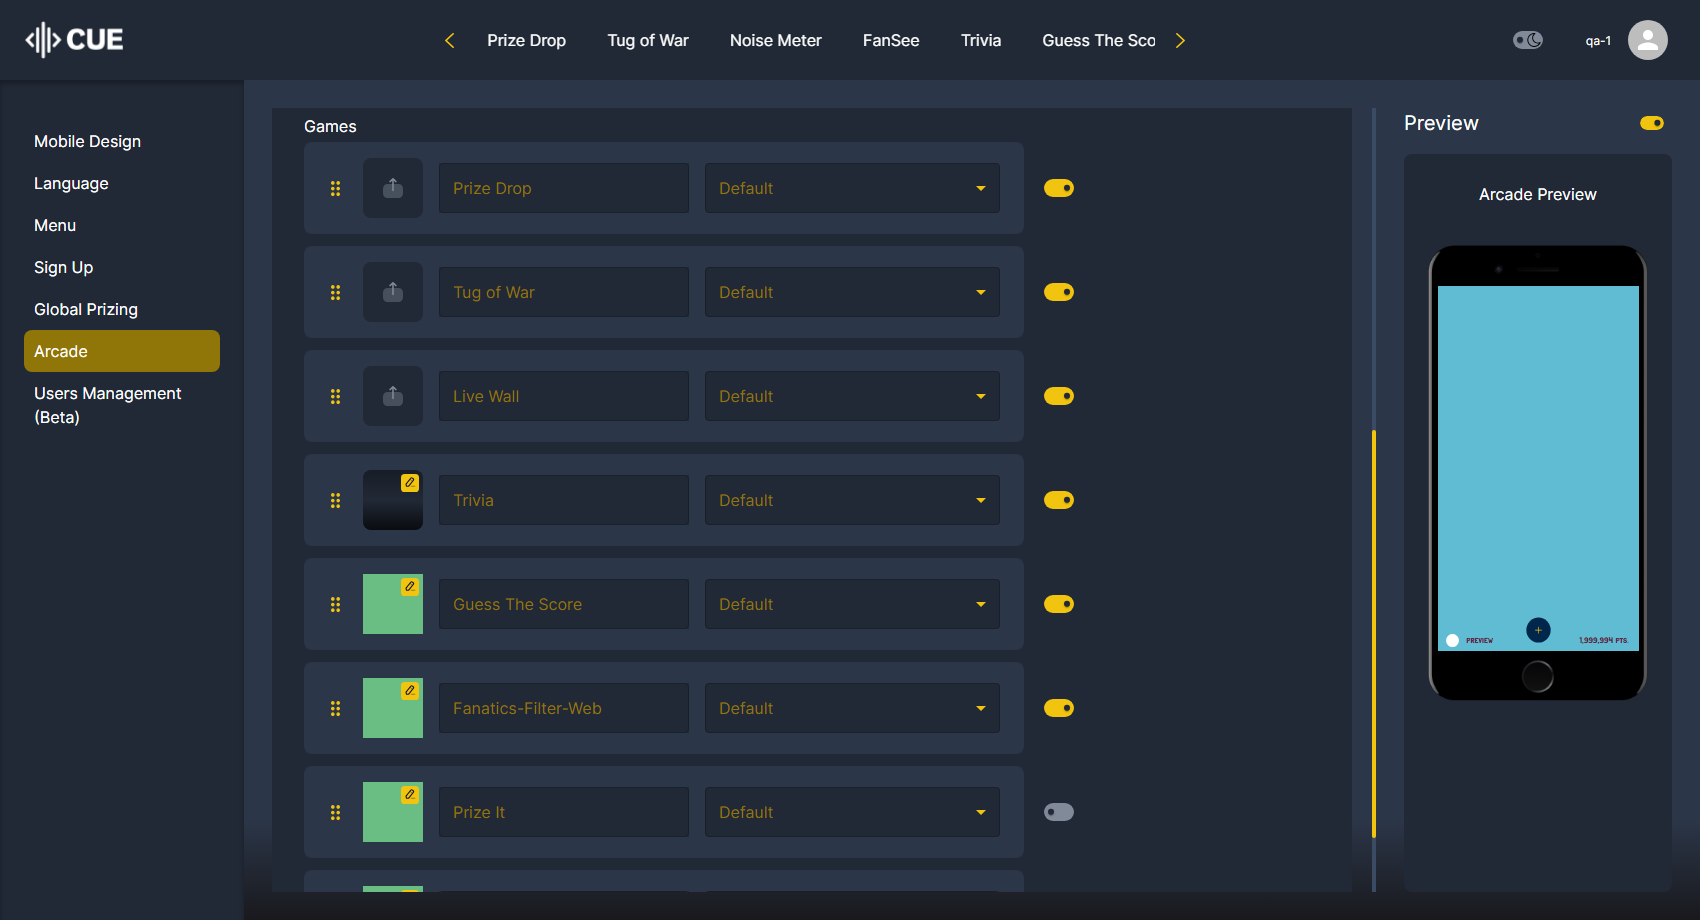 CUE
Prize Drop
Tug of War
Noise Meter
FanSee
Trivia
Guess The Sco
qa-1
Mobile Design
Language
Menu
Sign Up
Global Prizing
Arcade
Users Management
(Beta)
Games
Prize Drop
Default
Tug of War
Default
Live Wall
Default
Trivia
Default
Guess The Score
Default
Fanatics-Filter-Web
Default
Prize It
Default
Preview
Arcade Preview
PREVIEW
+
1,999,994 PTS.